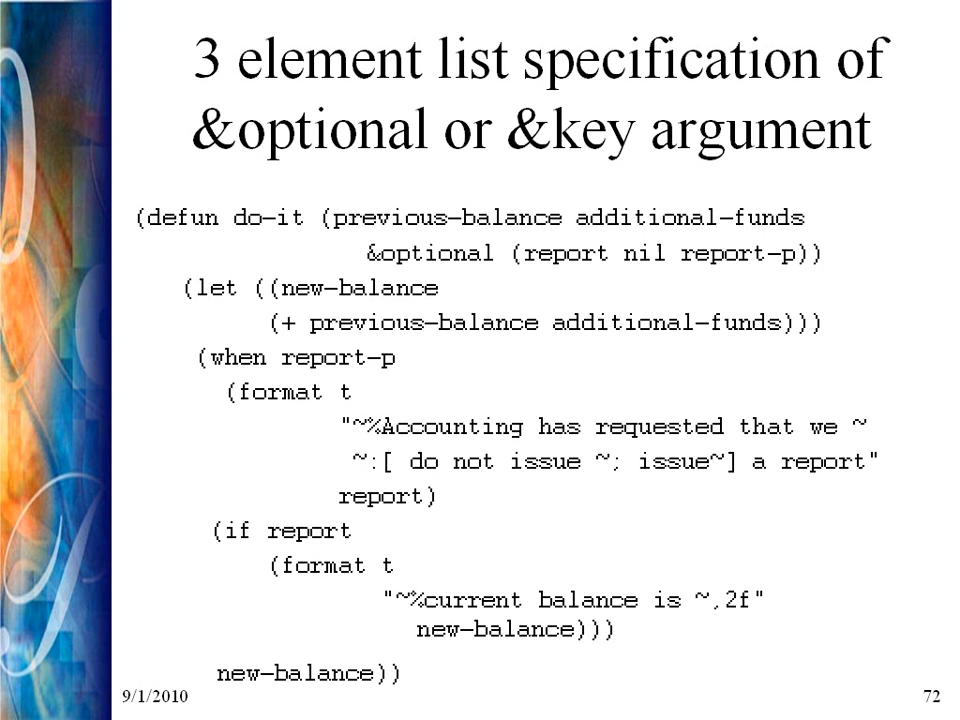 3 element list specification of
&optional or &key argument
(defun do-it (previous-balance additional-funds
&optional (report nil report-p))
(let ((new-balance
(+ previous-balance additional-funds)))
(when report-p
(format t
"~%Accounting has requested that we ~
~:[ do not issue ~; issue~] a report"
report)
(if report
(format t
"~%current balance is ~,2f"
new-balance)))
new-balance))
9/1/2010
72